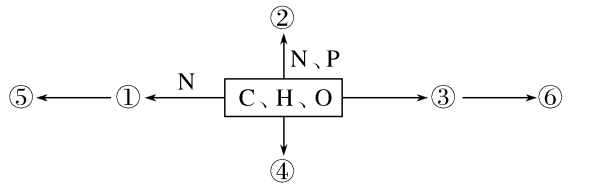 ②
N、P
⑤ ① N C、H、O ③ ⑥
④